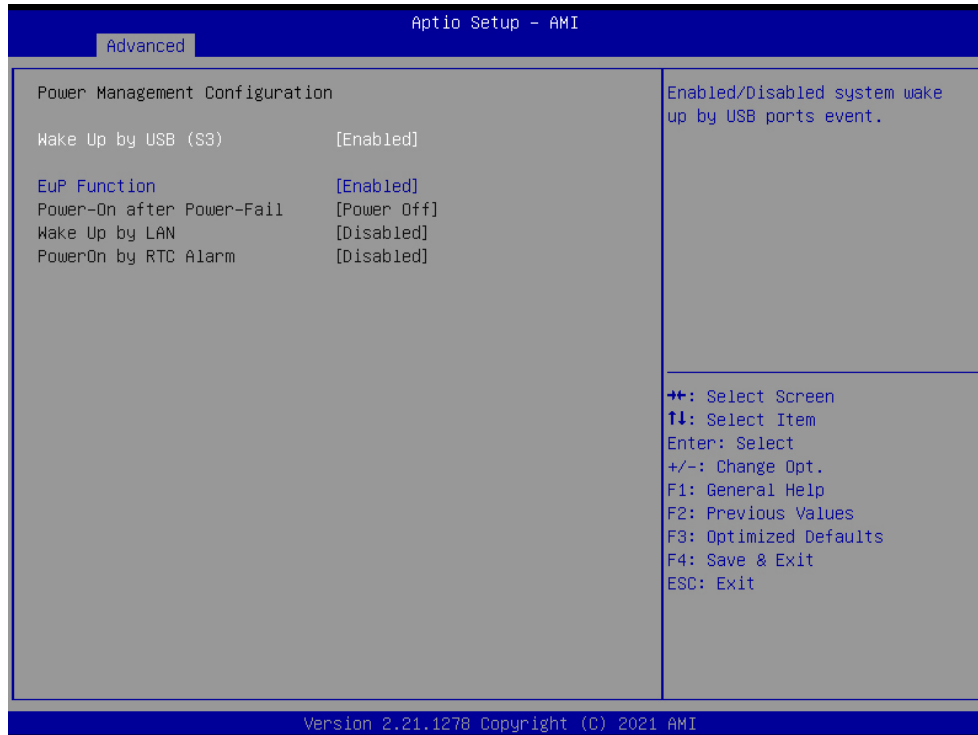 Aptio Setup – AMI
Advanced
Power Management Configuration
Wake Up by USB (S3) [Enabled]
EuP Function [Enabled]
Power-On after Power-Fail [Power Off]
Wake Up by LAN [Disabled]
PowerOn by RTC Alarm [Disabled]
Enabled/Disabled system wake
up by USB ports event.
→←: Select Screen
↑↓: Select Item
Enter: Select
+/-: Change Opt.
F1: General Help
F2: Previous Values
F3: Optimized Defaults
F4: Save & Exit
ESC: Exit
Version 2.21.1278 Copyright (C) 2021 AMI